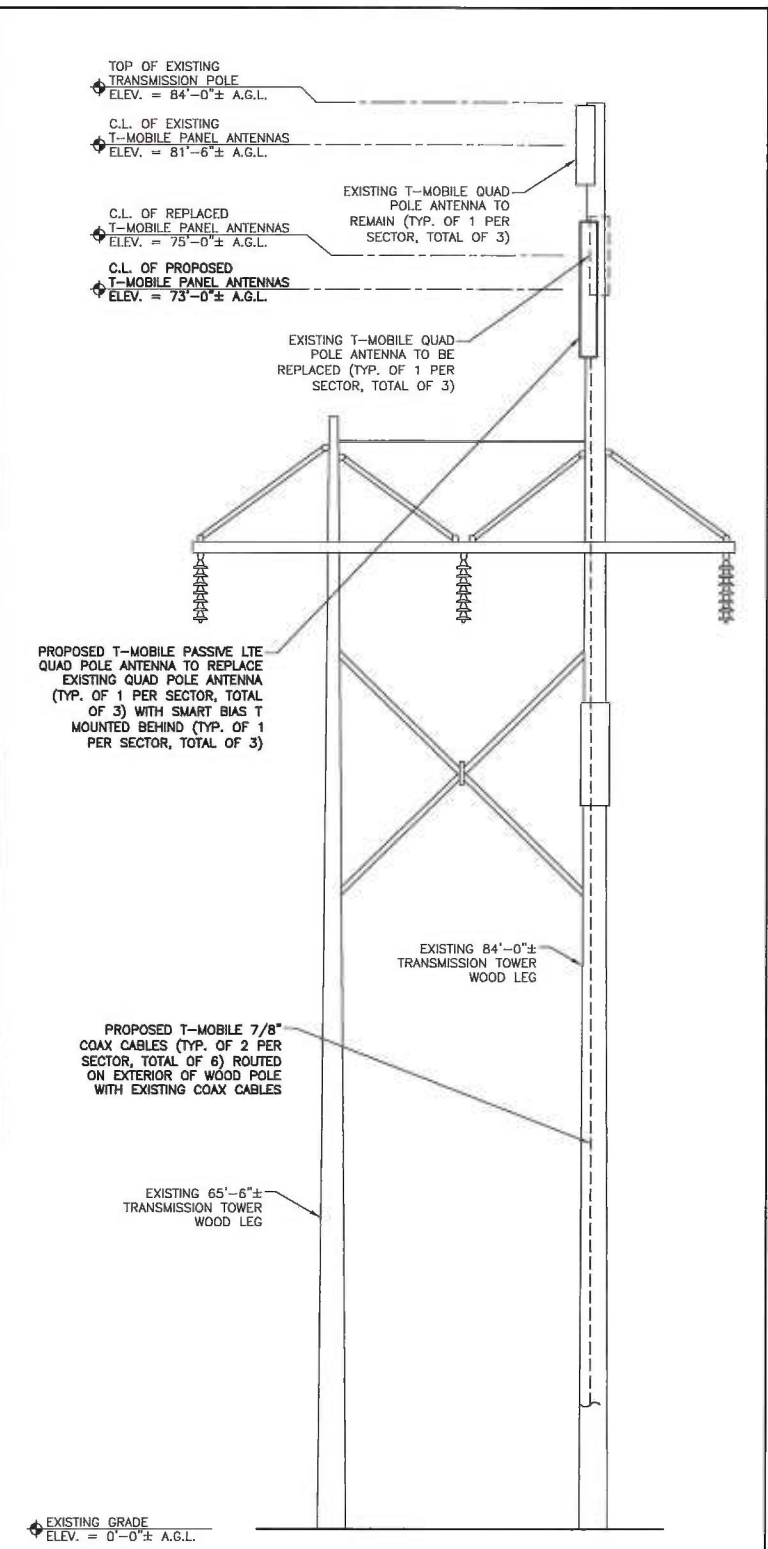 TOP OF EXISTING
TRANSMISSION POLE
ELEV. = 84'-0"± A.G.L.
C.L. OF EXISTING
T-MOBILE PANEL ANTENNAS
ELEV. = 81'-6"± A.G.L.
EXISTING T-MOBILE QUAD
POLE ANTENNA TO
REMAIN (TYP. OF 1 PER
SECTOR, TOTAL OF 3)
C.L. OF REPLACED
T-MOBILE PANEL ANTENNAS
ELEV. = 75'-0"± A.G.L.
C.L. OF PROPOSED
T-MOBILE PANEL ANTENNAS
ELEV. = 73'-0"± A.G.L.
EXISTING T-MOBILE QUAD
POLE ANTENNA TO BE
REPLACED (TYP. OF 1 PER
SECTOR, TOTAL OF 3)
PROPOSED T-MOBILE PASSIVE LTE
QUAD POLE ANTENNA TO REPLACE
EXISTING QUAD POLE ANTENNA
(TYP. OF 1 PER SECTOR, TOTAL
OF 3) WITH SMART BIAS T
MOUNTED BEHIND (TYP. OF 1
PER SECTOR, TOTAL OF 3)
EXISTING 84'-0"±
TRANSMISSION TOWER
WOOD LEG
PROPOSED T-MOBILE 7/8"
COAX CABLES (TYP. OF 2 PER
SECTOR, TOTAL OF 6) ROUTED
ON EXTERIOR OF WOOD POLE
WITH EXISTING COAX CABLES
EXISTING 65'-6"±
TRANSMISSION TOWER
WOOD LEG
EXISTING GRADE
ELEV. = 0'-0"± A.G.L.